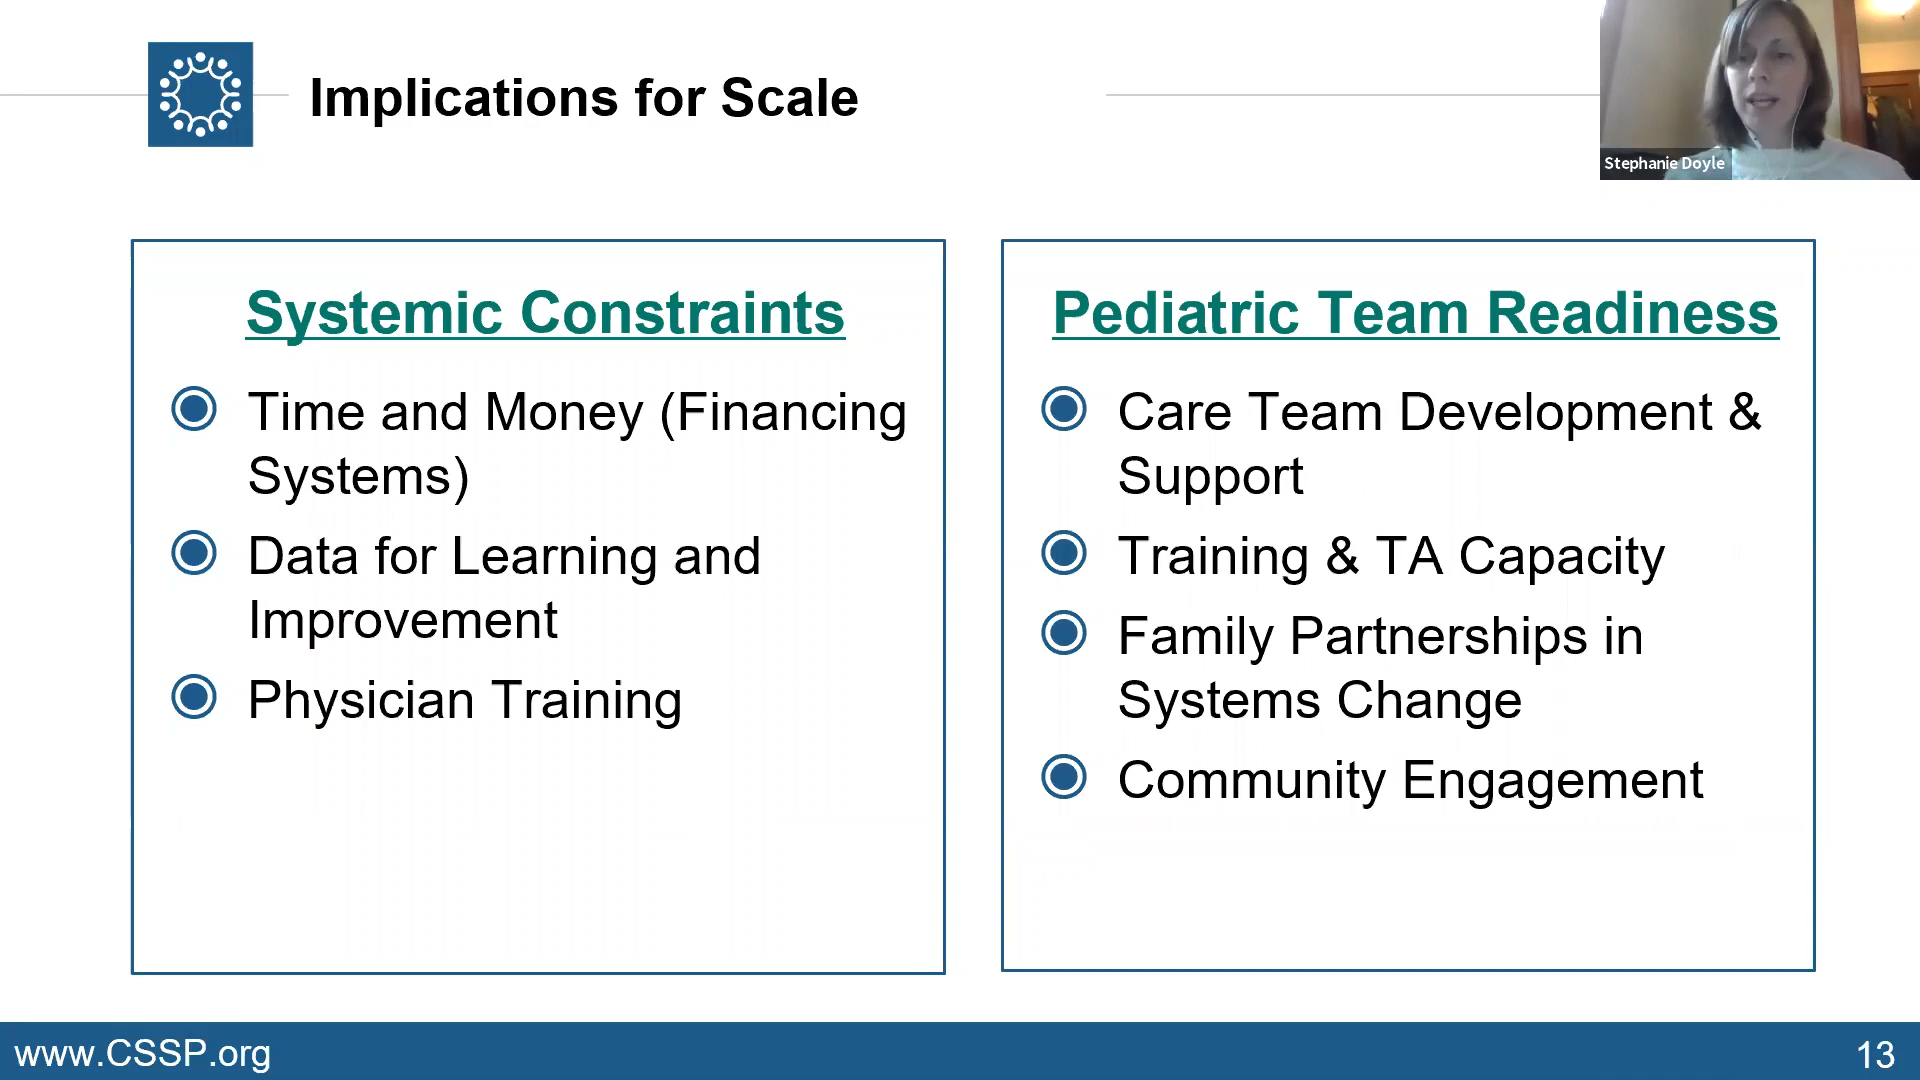 Implications for Scale
Stephanie Doyle
Systemic Constraints
Time and Money (Financing
Systems)
Data for Learning and
Improvement
Physician Training
Pediatric Team Readiness
Care Team Development &
Support
Training & TA Capacity
Family Partnerships in
Systems Change
Community Engagement
www.CSSP.org
13